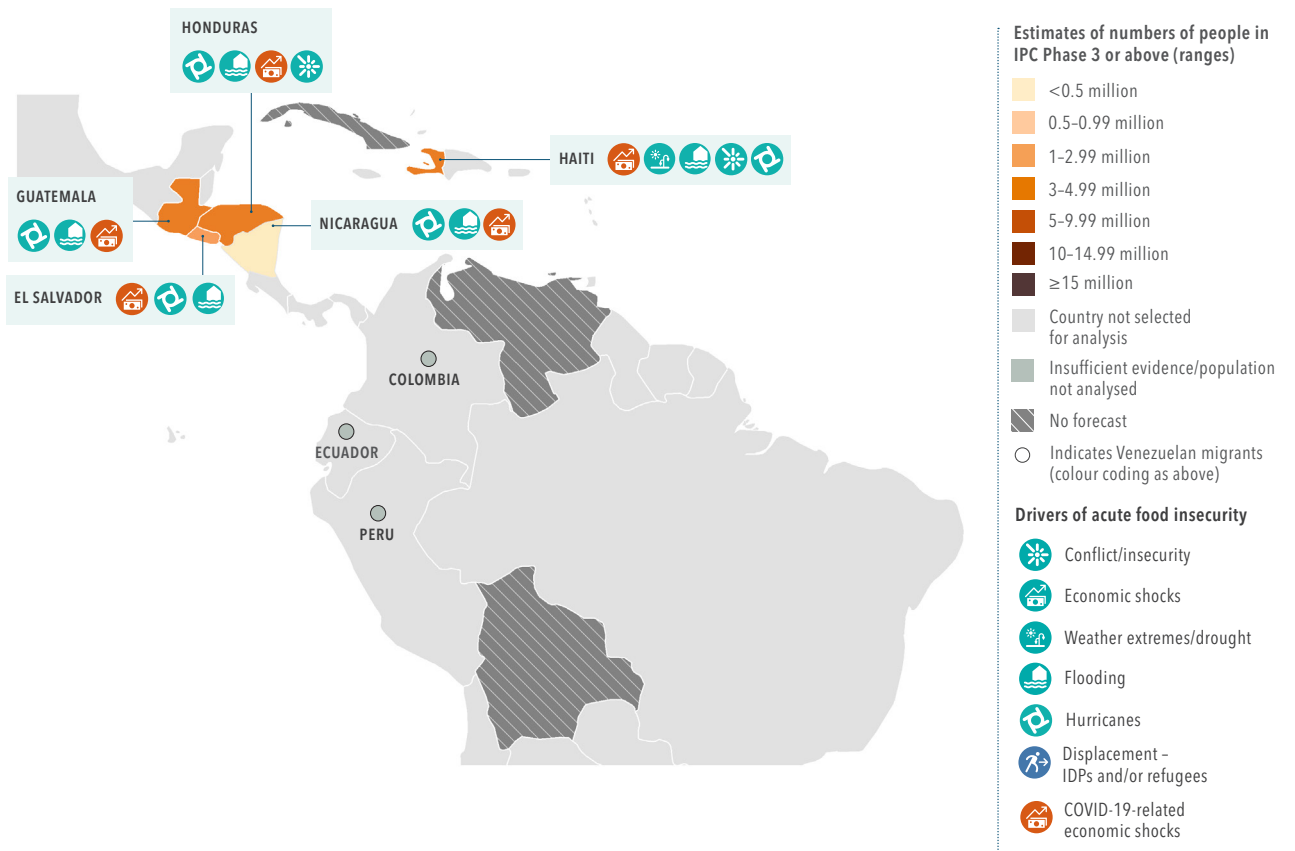 HONDURAS
HAITI
GUATEMALA
NICARAGUA
EL SALVADOR
COLOMBIA
ECUADOR
PERU
Estimates of numbers of people in
IPC Phase 3 or above (ranges)
<0.5 million
0.5–0.99 million
1–2.99 million
3–4.99 million
5–9.99 million
10–14.99 million
≥15 million
Country not selected
for analysis
Insufficient evidence/population
not analysed
No forecast
Indicates Venezuelan migrants
(colour coding as above)
Drivers of acute food insecurity
Conflict/insecurity
Economic shocks
Weather extremes/drought
Flooding
Hurricanes
Displacement –
IDPs and/or refugees
COVID-19-related
economic shocks